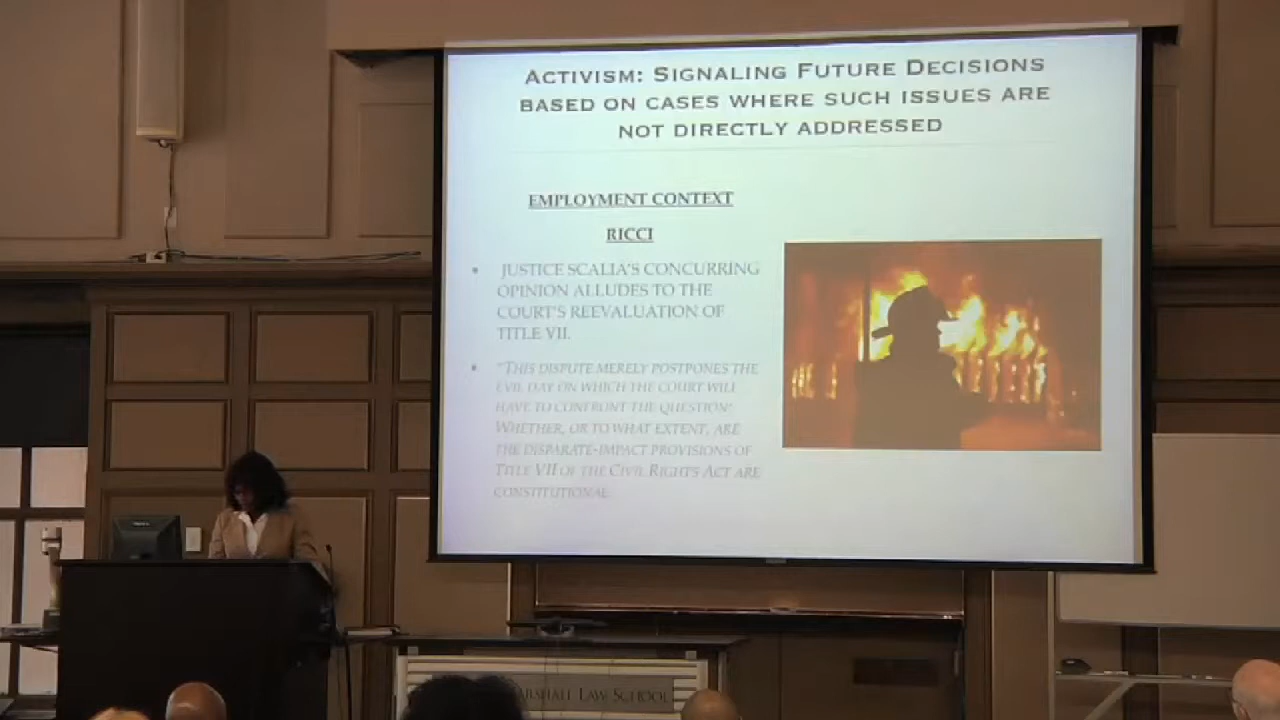 ACTIVISM: SIGNALING FUTURE DECISIONS
BASED ON CASES WHERE SUCH ISSUES ARE
NOT DIRECTLY ADDRESSED
EMPLOYMENT CONTEXT
RICCI
• JUSTICE SCALIA'S CONCURRING
OPINION ALLUDES TO THE
COURT'S REEVALUATION OF
TITLE VII.
• "THIS DISPUTE MERELY POSTPONES THE
EVIL DAY ON WHICH THE COURT WILL
HAVE TO CONFRONT THE QUESTION:
WHETHER, OR TO WHAT EXTENT, ARE
THE DISPARATE-IMPACT PROVISIONS OF
TITLE VII OF THE CIVIL RIGHTS ACT ARE
CONSTITUTIONAL
ARSHALL LAW SCHOOL